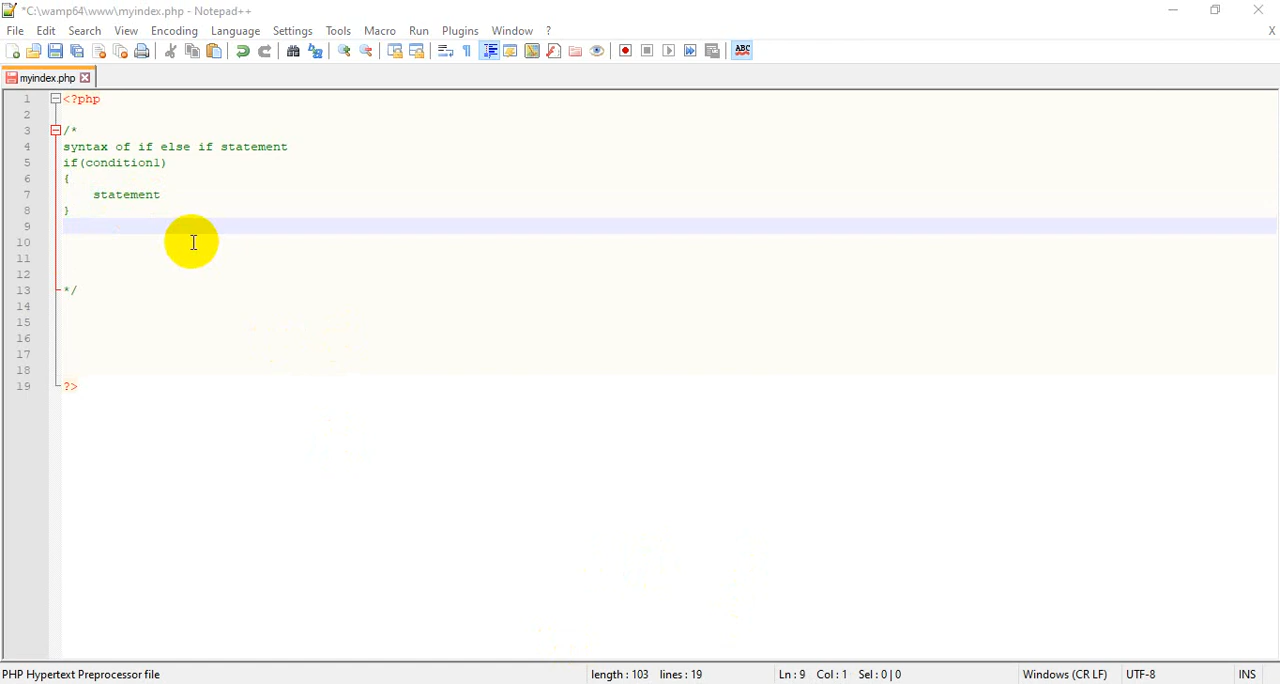 *C:\wamp64\www\myindex.php - Notepad++
File Edit Search View Encoding Language Settings Tools Macro Run Plugins Window ? X
ABC
myindex.php
1 <?php
2
3 /*
4 syntax of if else if statement
5 if(condition1)
6 {
7 statement
8 }
9
10
11
12
13 */
14
15
16
17
18
19 ?>
PHP Hypertext Preprocessor file length : 103 lines : 19 Ln : 9 Col : 1 Sel : 0 | 0 Windows (CR LF) UTF-8 INS